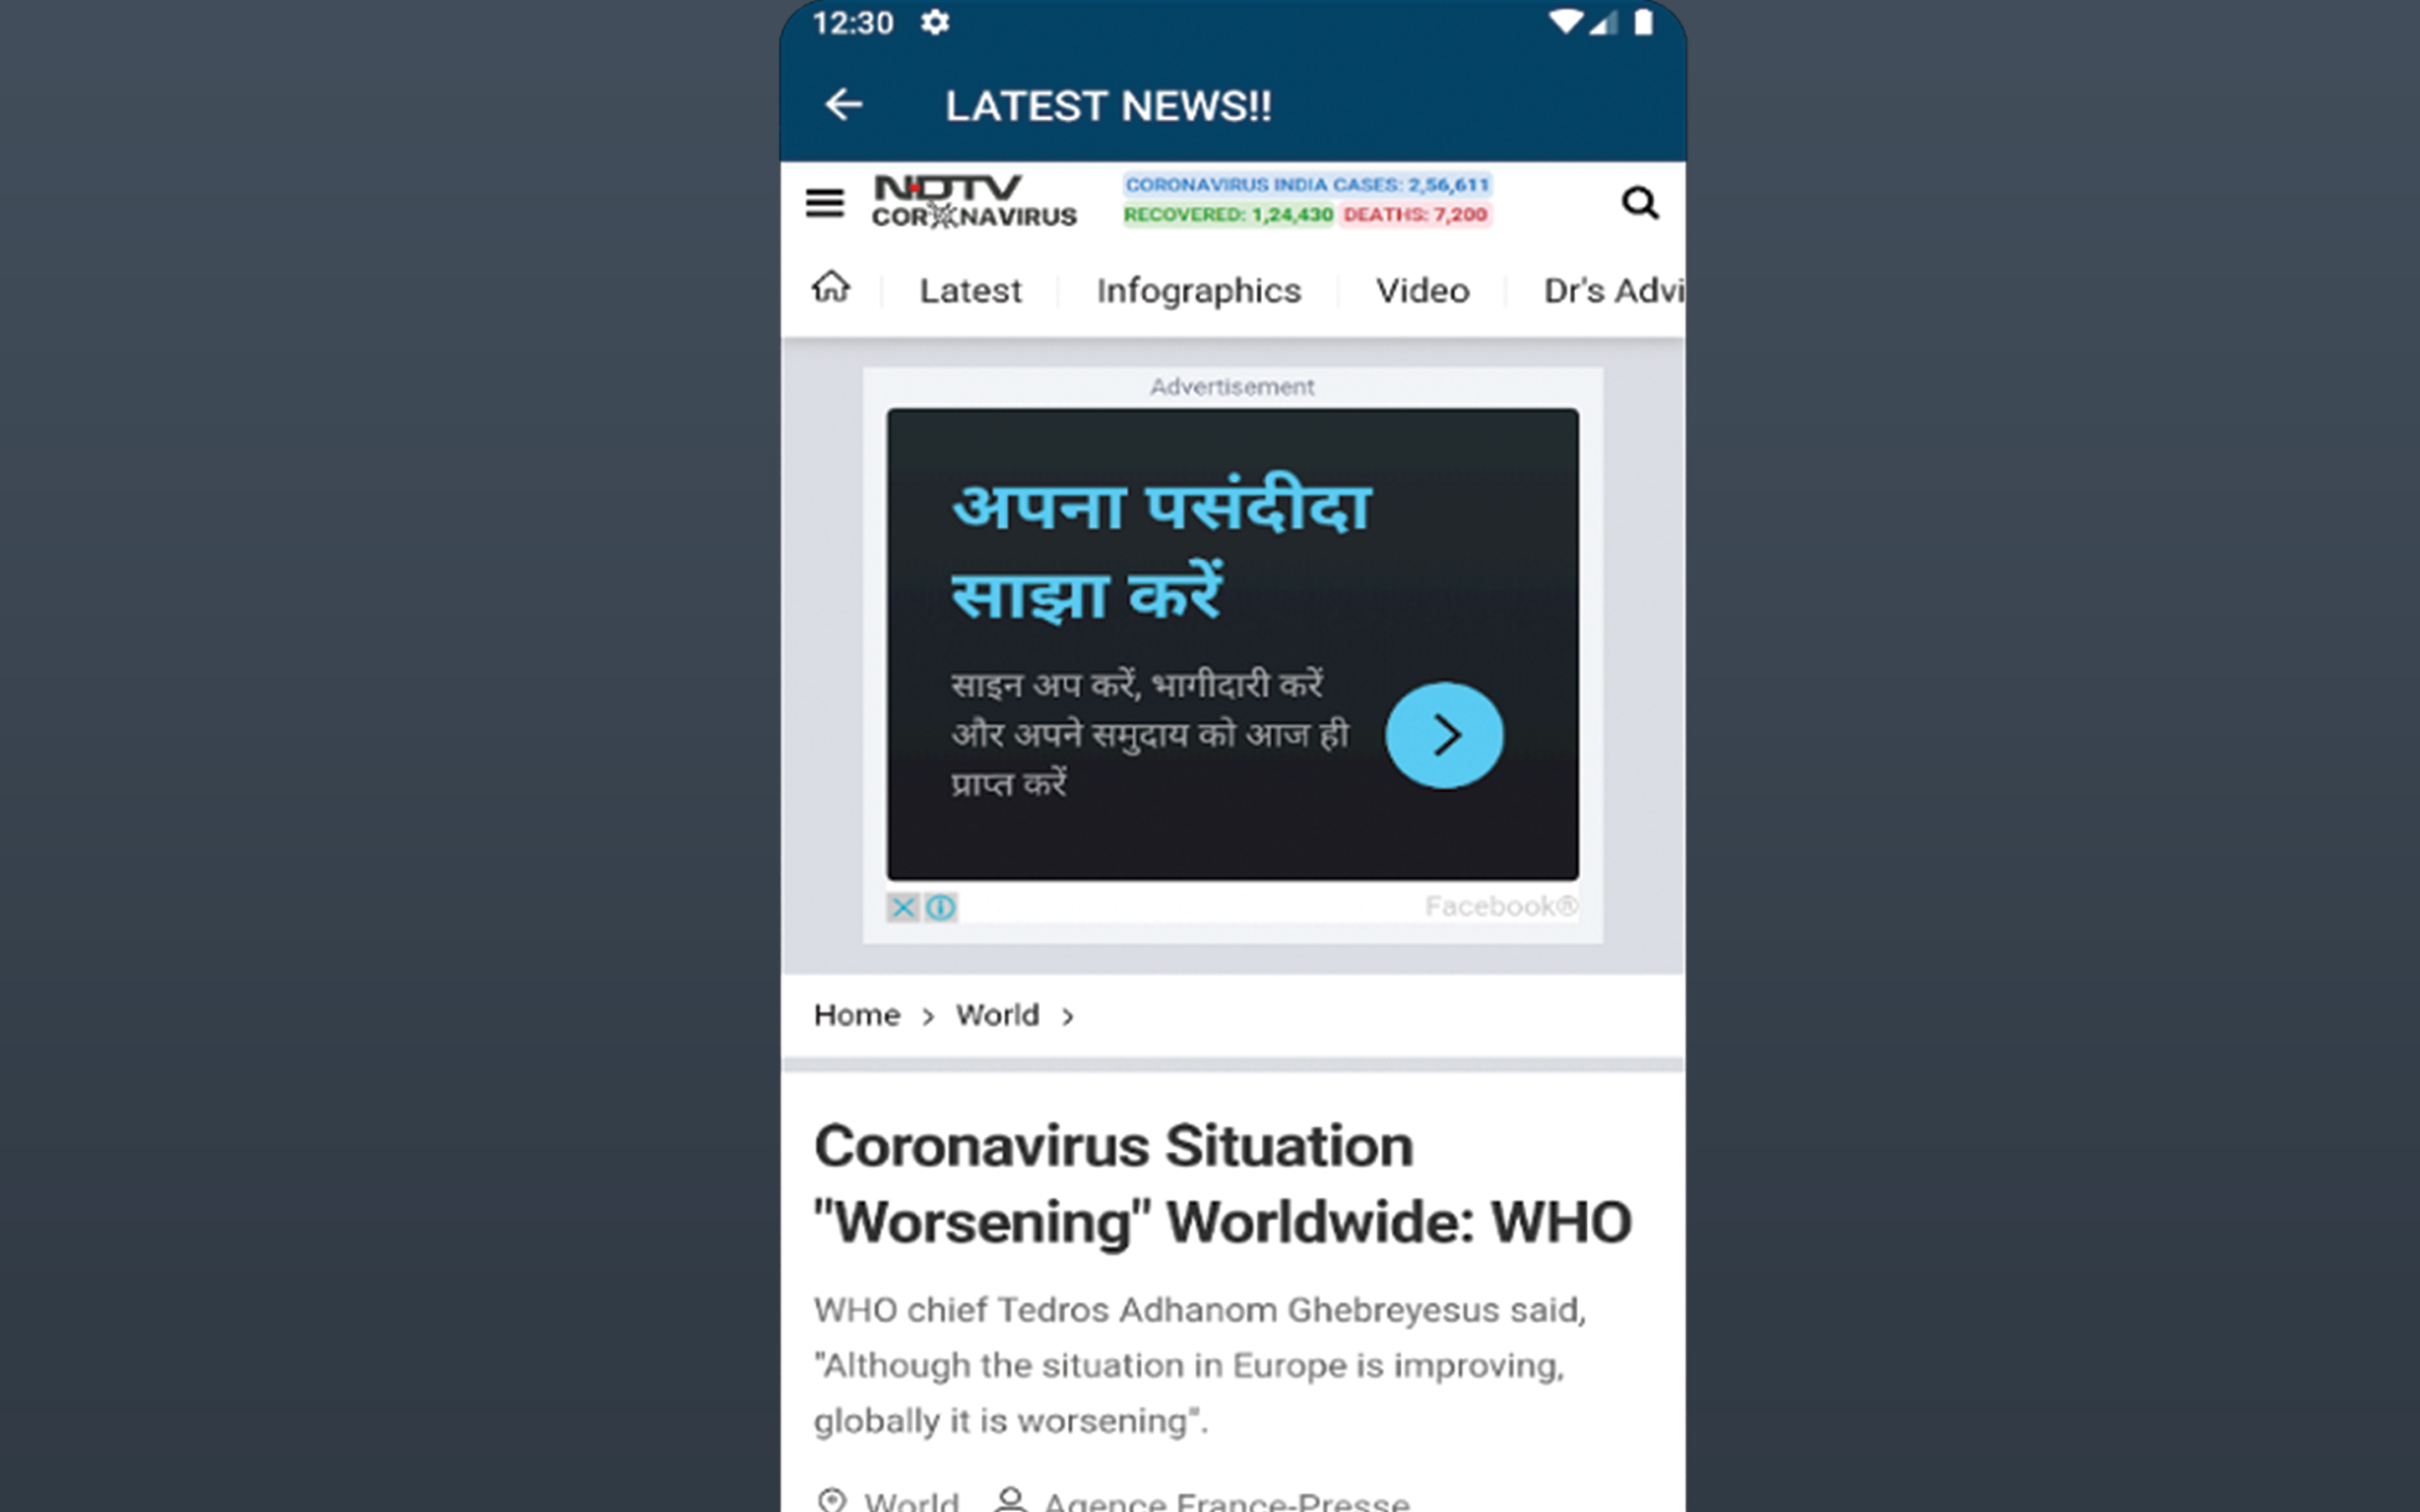 12:30
LATEST NEWS!!
NDTV
CORONAVIRUS
CORONAVIRUS INDIA CASES: 2,56,611
RECOVERED: 1,24,430 DEATHS: 7,200
Latest Infographics Video Dr's Advi
Advertisement
अपना पसंदीदा
साझा करें
साइन अप करें, भागीदारी करें
और अपने समुदाय को आज ही
प्राप्त करें
Facebook®
Home > World >
Coronavirus Situation
"Worsening" Worldwide: WHO
WHO chief Tedros Adhanom Ghebreyesus said,
"Although the situation in Europe is improving,
globally it is worsening".
World Agence France-Presse